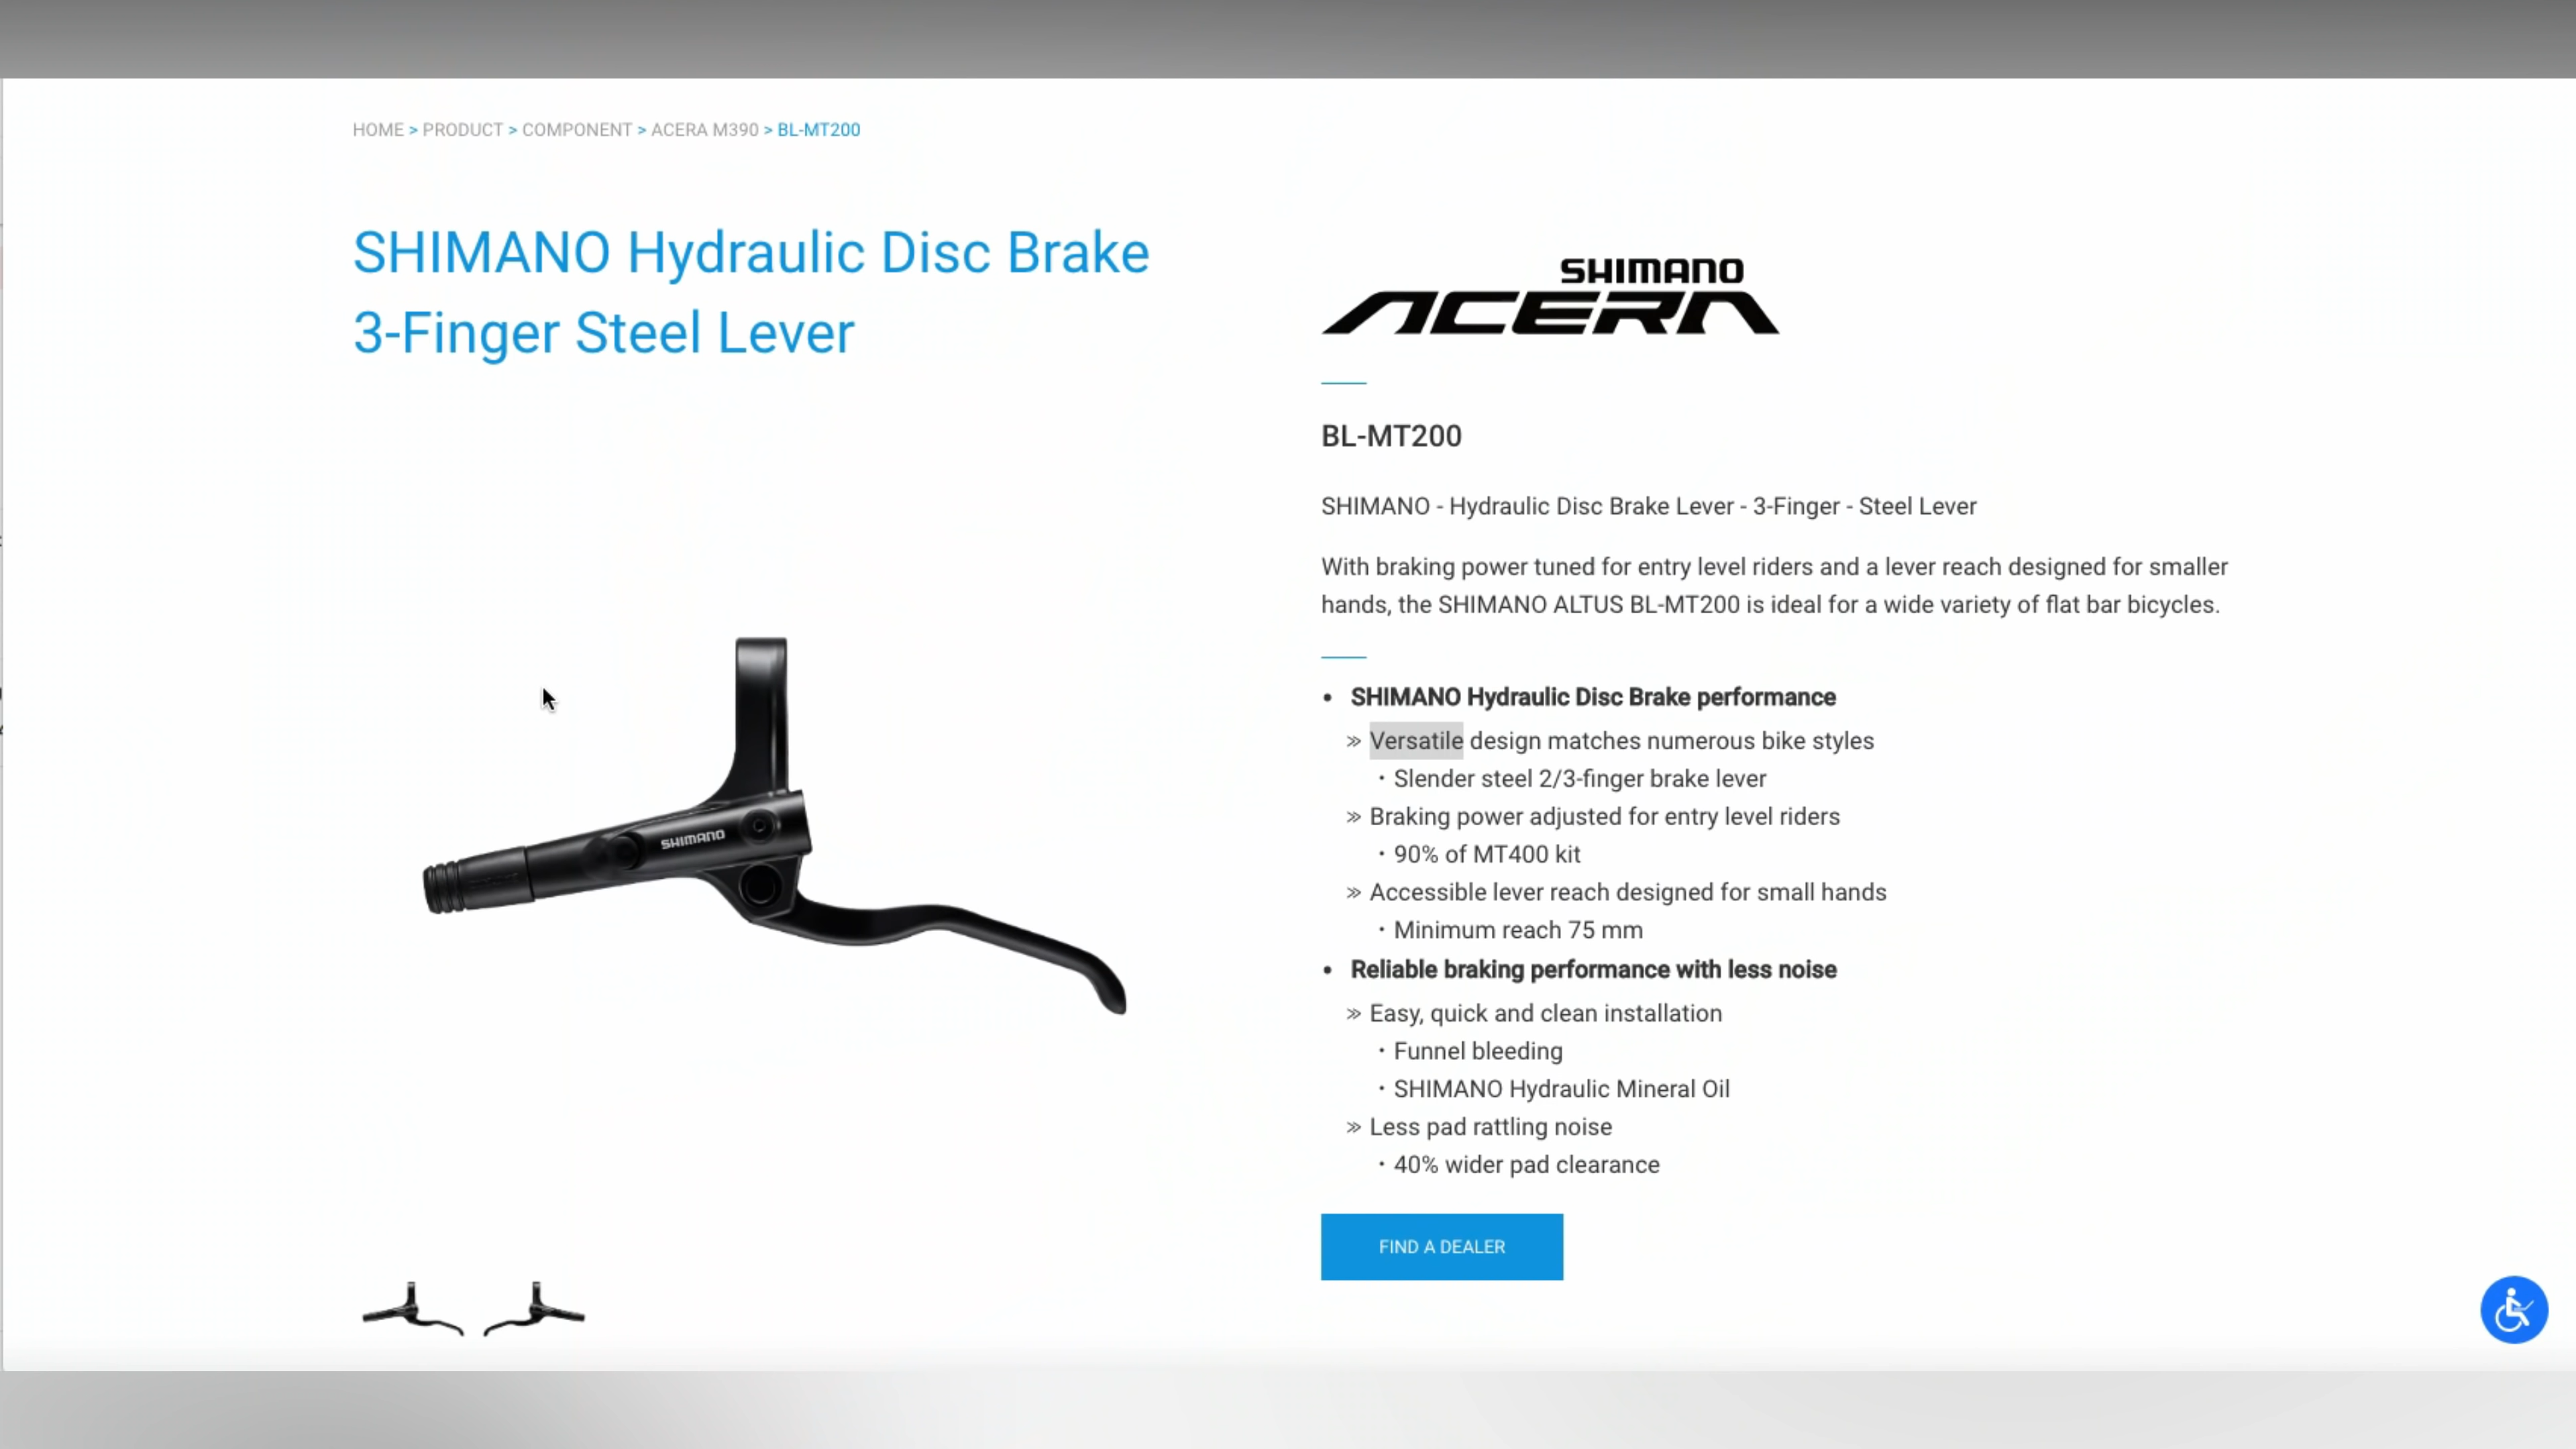 HOME > PRODUCT > COMPONENT > ACERA M390 > BL-MT200
SHIMANO Hydraulic Disc Brake
3-Finger Steel Lever
SHIMANO
SHIMANO
ACERA
BL-MT200
SHIMANO - Hydraulic Disc Brake Lever - 3-Finger - Steel Lever
With braking power tuned for entry level riders and a lever reach designed for smaller
hands, the SHIMANO ALTUS BL-MT200 is ideal for a wide variety of flat bar bicycles.
• SHIMANO Hydraulic Disc Brake performance
» Versatile design matches numerous bike styles
・Slender steel 2/3-finger brake lever
» Braking power adjusted for entry level riders
・90% of MT400 kit
» Accessible lever reach designed for small hands
・Minimum reach 75 mm
• Reliable braking performance with less noise
» Easy, quick and clean installation
・Funnel bleeding
・SHIMANO Hydraulic Mineral Oil
» Less pad rattling noise
・40% wider pad clearance
FIND A DEALER